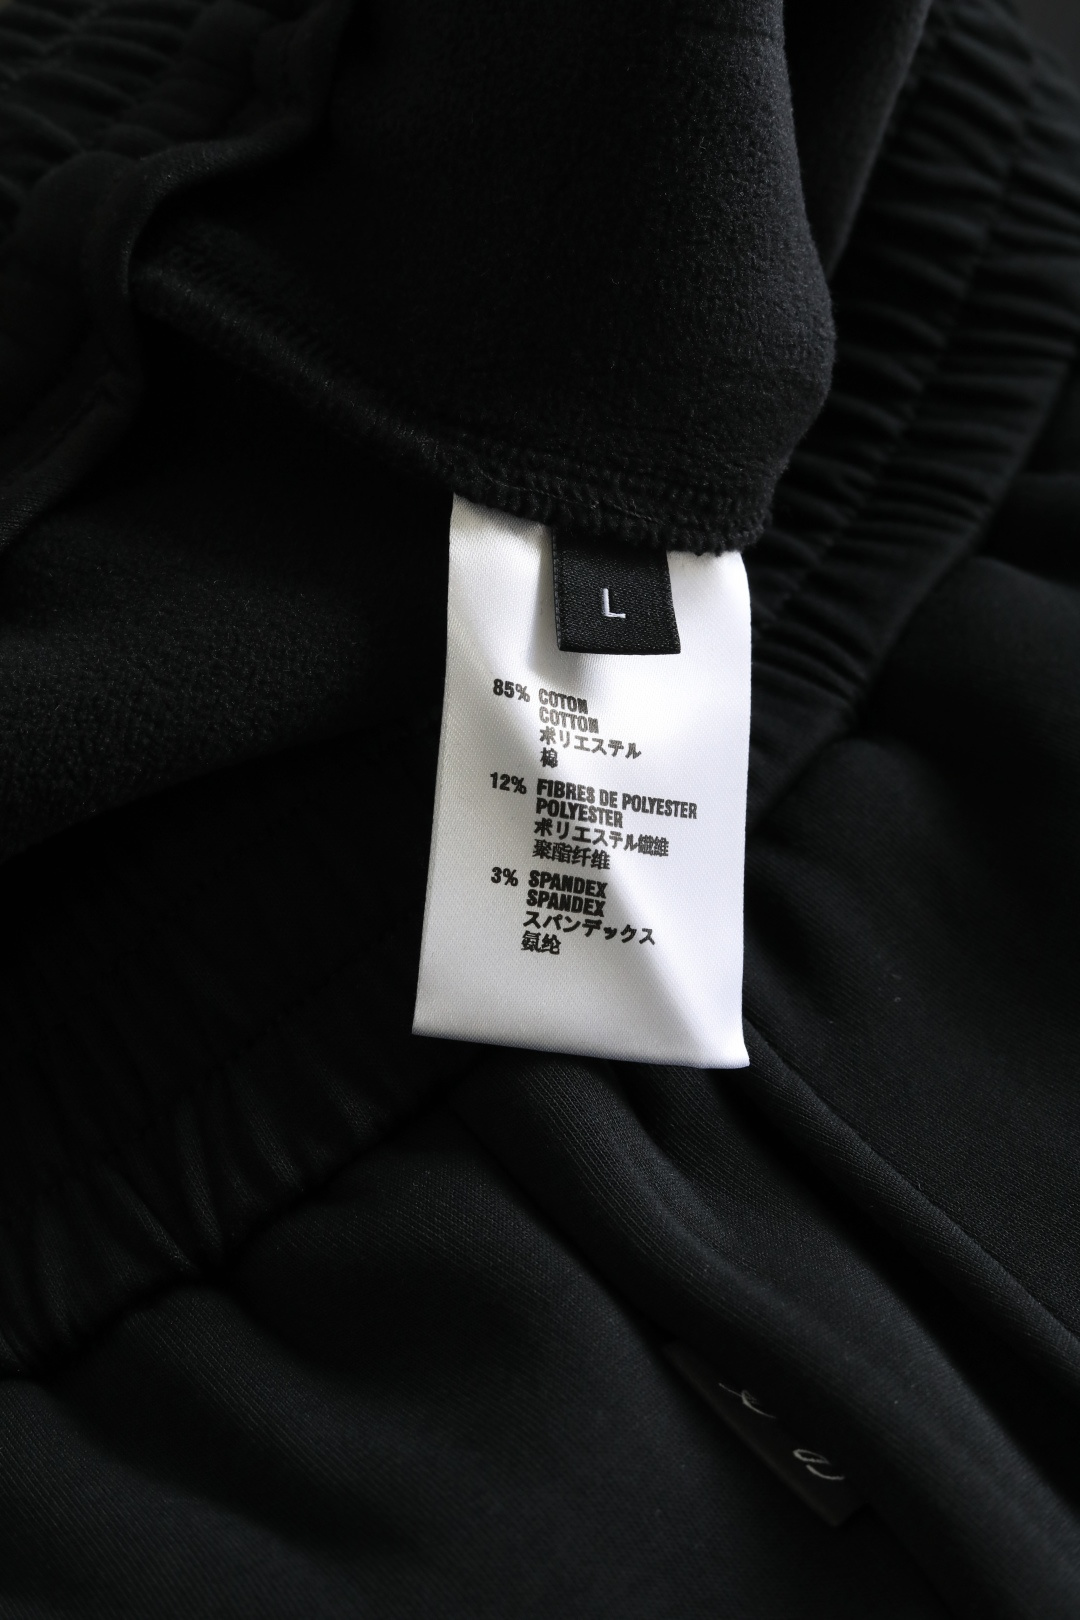 L
85% COTON
COTTON
ポリエステル
棉
12% FIBRES DE POLYESTER
POLYESTER
ポリエステル繊維
聚酯纤维
3% SPANDEX
SPANDEX
スパンデックス
氨纶